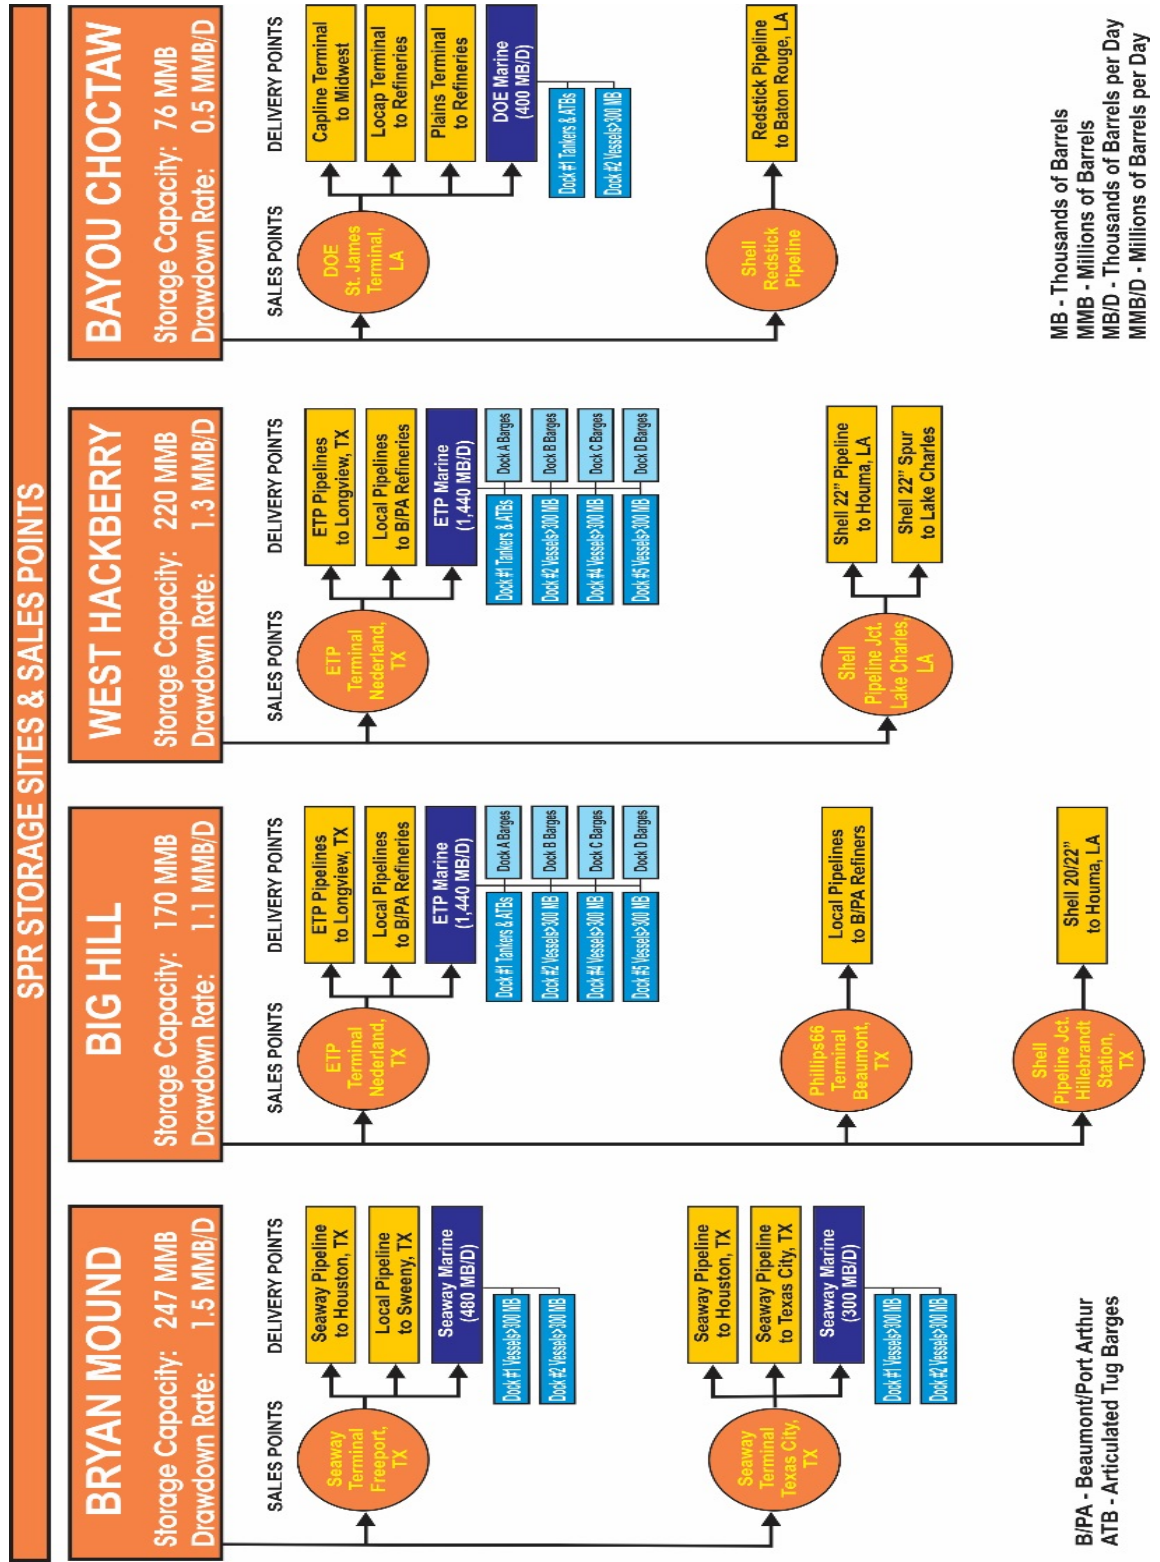 SPR STORAGE SITES & SALES POINTS
BRYAN MOUND
Storage Capacity: 247 MMB
Drawdown Rate: 1.5 MMB/D
SALES POINTS
DELIVERY POINTS
Seaway
Terminal
Freeport,
TX
Seaway Pipeline
to Houston, TX
Local Pipeline
to Sweeny, TX
Seaway Marine
(480 MB/D)
Dock #1 Vessels>300 MB
Dock #2 Vessels>300 MB
Seaway
Terminal
Texas City,
TX
Seaway Pipeline
to Houston, TX
Seaway Pipeline
to Texas City, TX
Seaway Marine
(300 MB/D)
Dock #1 Vessels>300 MB
Dock #2 Vessels>300 MB
BIG HILL
Storage Capacity: 170 MMB
Drawdown Rate: 1.1 MMB/D
SALES POINTS
DELIVERY POINTS
ETP
Terminal
Nederland,
TX
ETP Pipelines
to Longview, TX
Local Pipelines
to B/PA Refineries
ETP Marine
(1,440 MB/D)
Dock #1 Tankers & ATBs
Dock A Barges
Dock #2 Vessels>300 MB
Dock B Barges
Dock #4 Vessels>300 MB
Dock C Barges
Dock #5 Vessels>300 MB
Dock D Barges
Phillips66
Terminal
Beaumont,
TX
Local Pipelines
to B/PA Refiners
Shell
Pipeline Jct.
Hillebrandt
Station,
TX
Shell 20/22"
to Houma, LA
WEST HACKBERRY
Storage Capacity: 220 MMB
Drawdown Rate: 1.3 MMB/D
SALES POINTS
DELIVERY POINTS
ETP
Terminal
Nederland,
TX
ETP Pipelines
to Longview, TX
Local Pipelines
to B/PA Refineries
ETP Marine
(1,440 MB/D)
Dock #1 Tankers & ATBs
Dock A Barges
Dock #2 Vessels>300 MB
Dock B Barges
Dock #4 Vessels>300 MB
Dock C Barges
Dock #5 Vessels>300 MB
Dock D Barges
Shell
Pipeline Jct.
Lake Charles,
LA
Shell 22" Pipeline
to Houma, LA
Shell 22" Spur
to Lake Charles
BAYOU CHOCTAW
Storage Capacity: 76 MMB
Drawdown Rate: 0.5 MMB/D
SALES POINTS
DELIVERY POINTS
DOE
St. James
Terminal,
LA
Capline Terminal
to Midwest
Locap Terminal
to Refineries
Plains Terminal
to Refineries
DOE Marine
(400 MB/D)
Dock #1 Tankers & ATBs
Dock #2 Vessels>300 MB
Shell
Redstick
Pipeline
Redstick Pipeline
to Baton Rouge, LA
B/PA - Beaumont/Port Arthur
ATB - Articulated Tug Barges
MB - Thousands of Barrels
MMB - Millions of Barrels
MB/D - Thousands of Barrels per Day
MMB/D - Millions of Barrels per Day